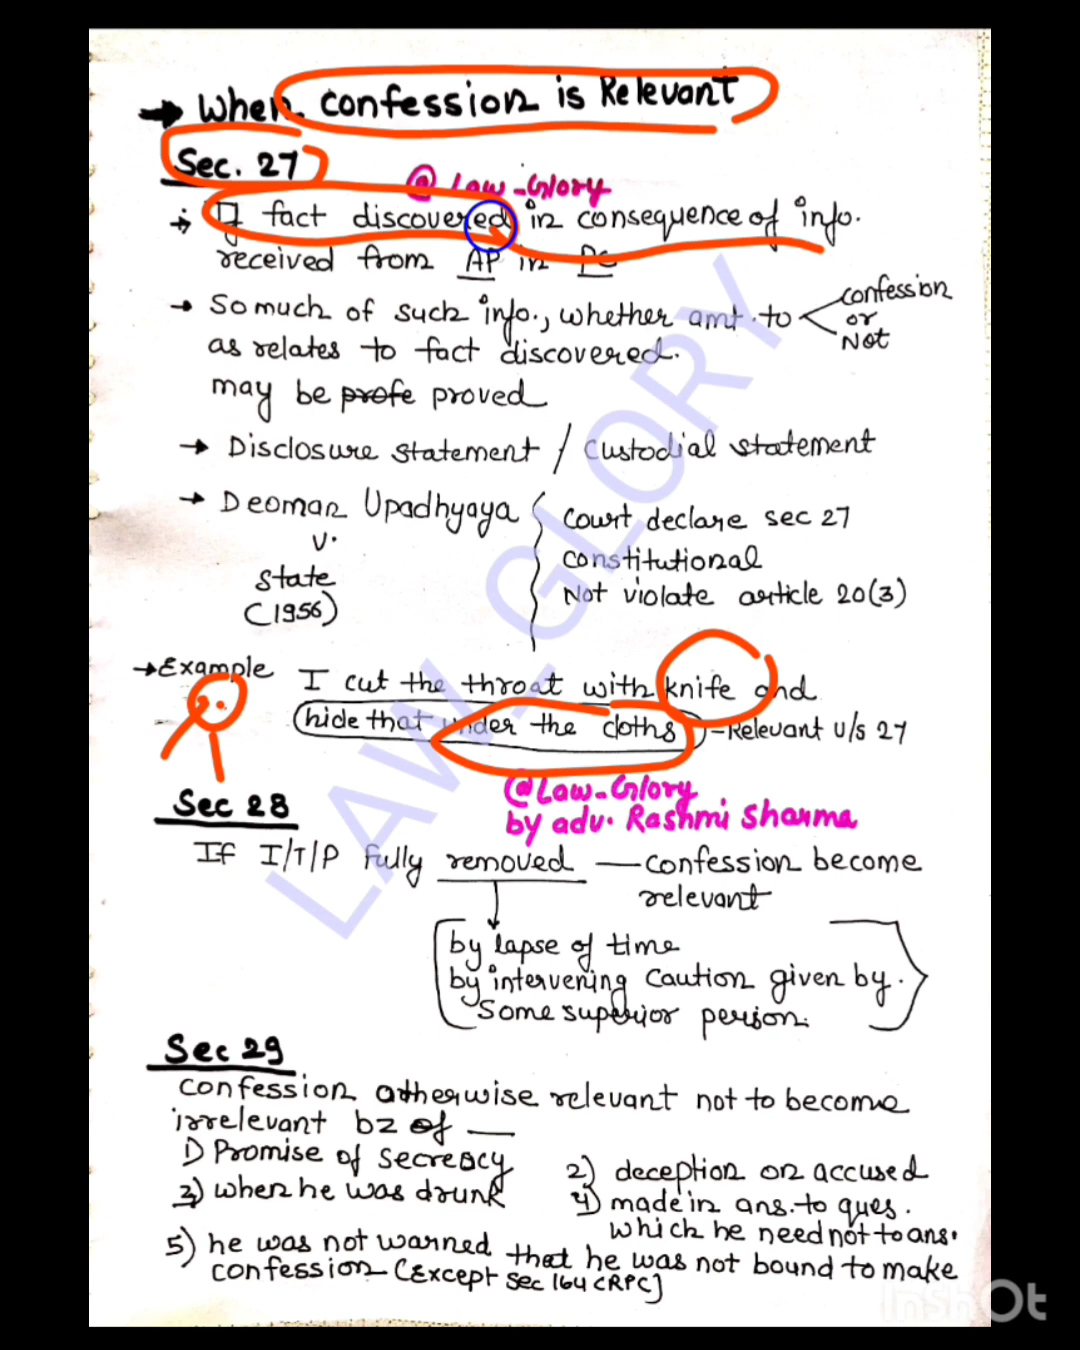 → When confession is Relevant
Sec. 27
@Law_Glory
→ If fact discovered in consequence of info.
received from AP in PC
→ So much of such info., whether amt. to confession or Not
as relates to fact discovered.
may be profe proved
→ Disclosure statement / Custodial statement
→ Deoman Upadhyaya
v.
State
(1956)
Court declare sec 27
constitutional
Not violate article 20(3)
→ Example I cut the throat with knife and
hide that under the cloths - Relevant u/s 27
@Law_Glory
by adv. Rashmi Sharma
Sec 28
If I/T/P fully removed — confession become
relevant
by lapse of time
by intervening caution given by.
Some superior person.
Sec 29
confession otherwise relevant not to become
irrelevant bz of —
1) Promise of secrecy
2) deception on accused
3) when he was drunk
4) made in ans. to ques.
which he need not to ans.
5) he was not warned that he was not bound to make
confession (Except sec 164 CRPC)
LAW_GLORY
InshOt